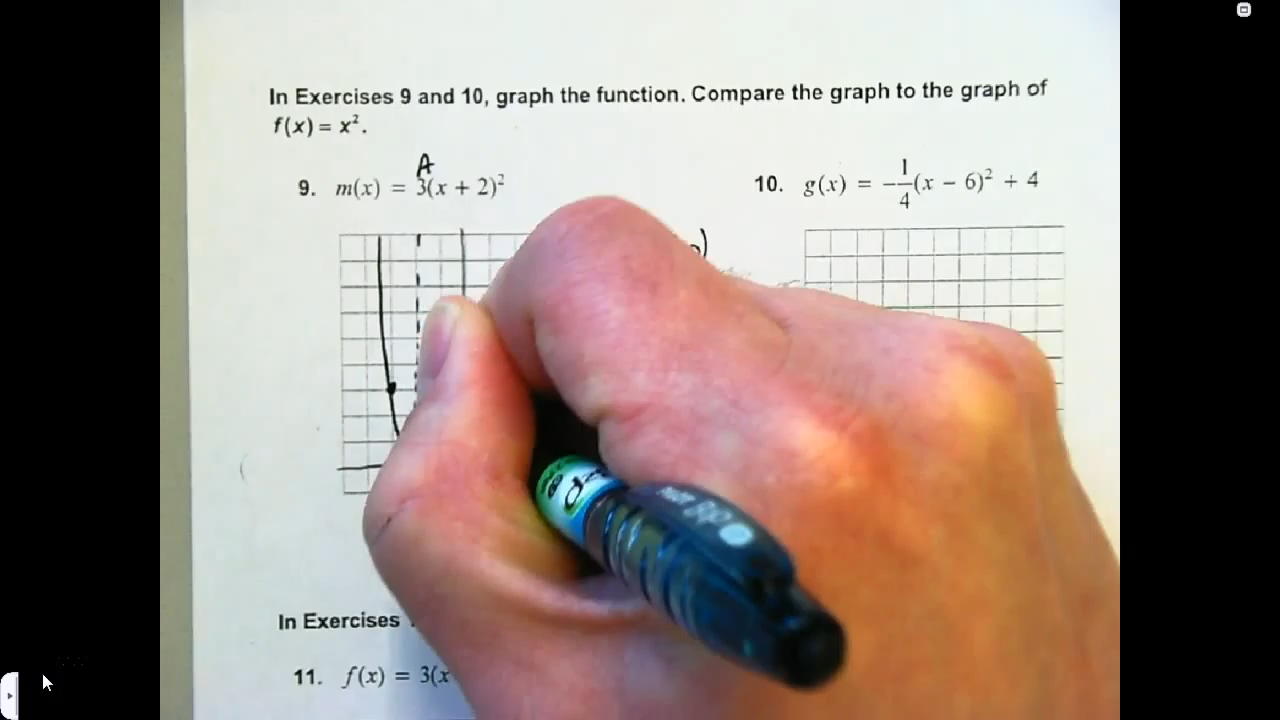 In Exercises 9 and 10, graph the function. Compare the graph to the graph of
f(x) = x².
A
9. m(x) = 3(x + 2)²
10. g(x) = -1/4(x - 6)² + 4
In Exercises
11. f(x) = 3(x